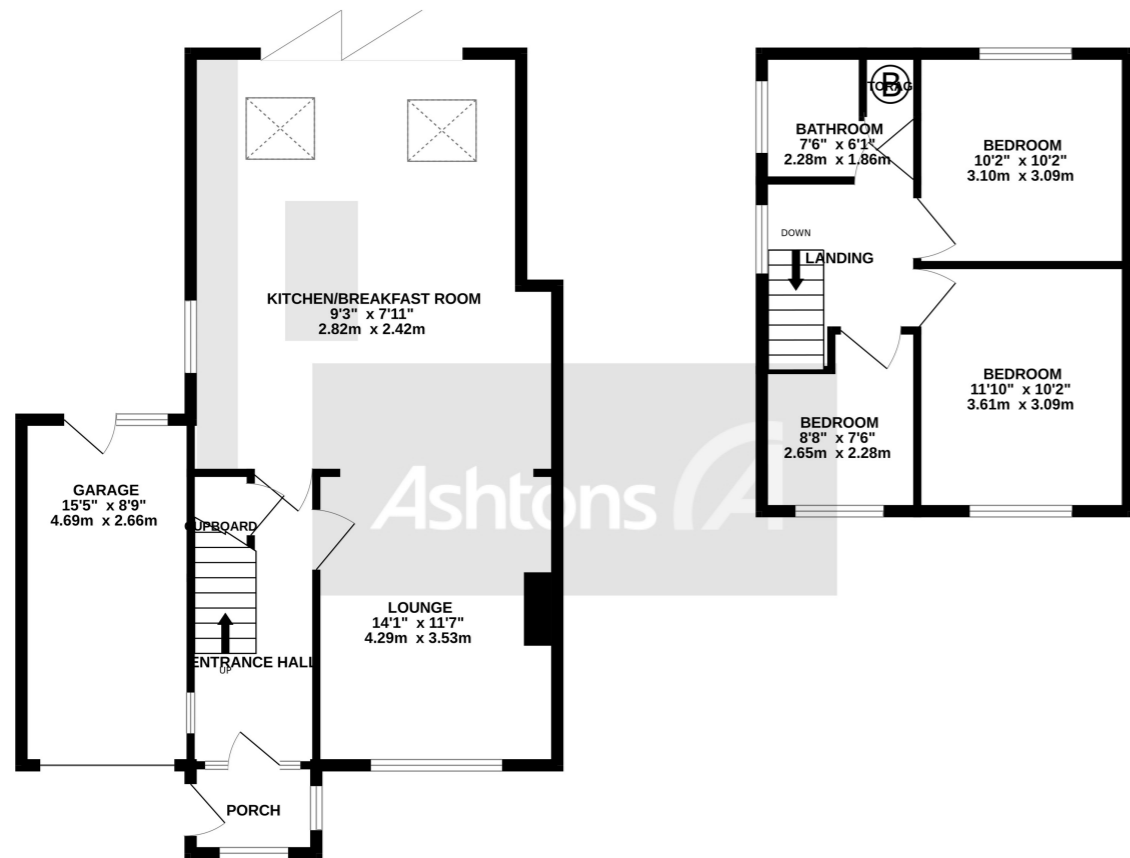 KITCHEN/BREAKFAST ROOM
9'3" x 7'11"
2.82m x 2.42m
GARAGE
15'5" x 8'9"
4.69m x 2.66m
CUPBOARD
LOUNGE
14'1" x 11'7"
4.29m x 3.53m
ENTRANCE HALL
UP
PORCH
Ashtons
TORAG
B
BATHROOM
7'6" x 6'1"
2.28m x 1.86m
BEDROOM
10'2" x 10'2"
3.10m x 3.09m
DOWN
LANDING
BEDROOM
11'10" x 10'2"
3.61m x 3.09m
BEDROOM
8'8" x 7'6"
2.65m x 2.28m